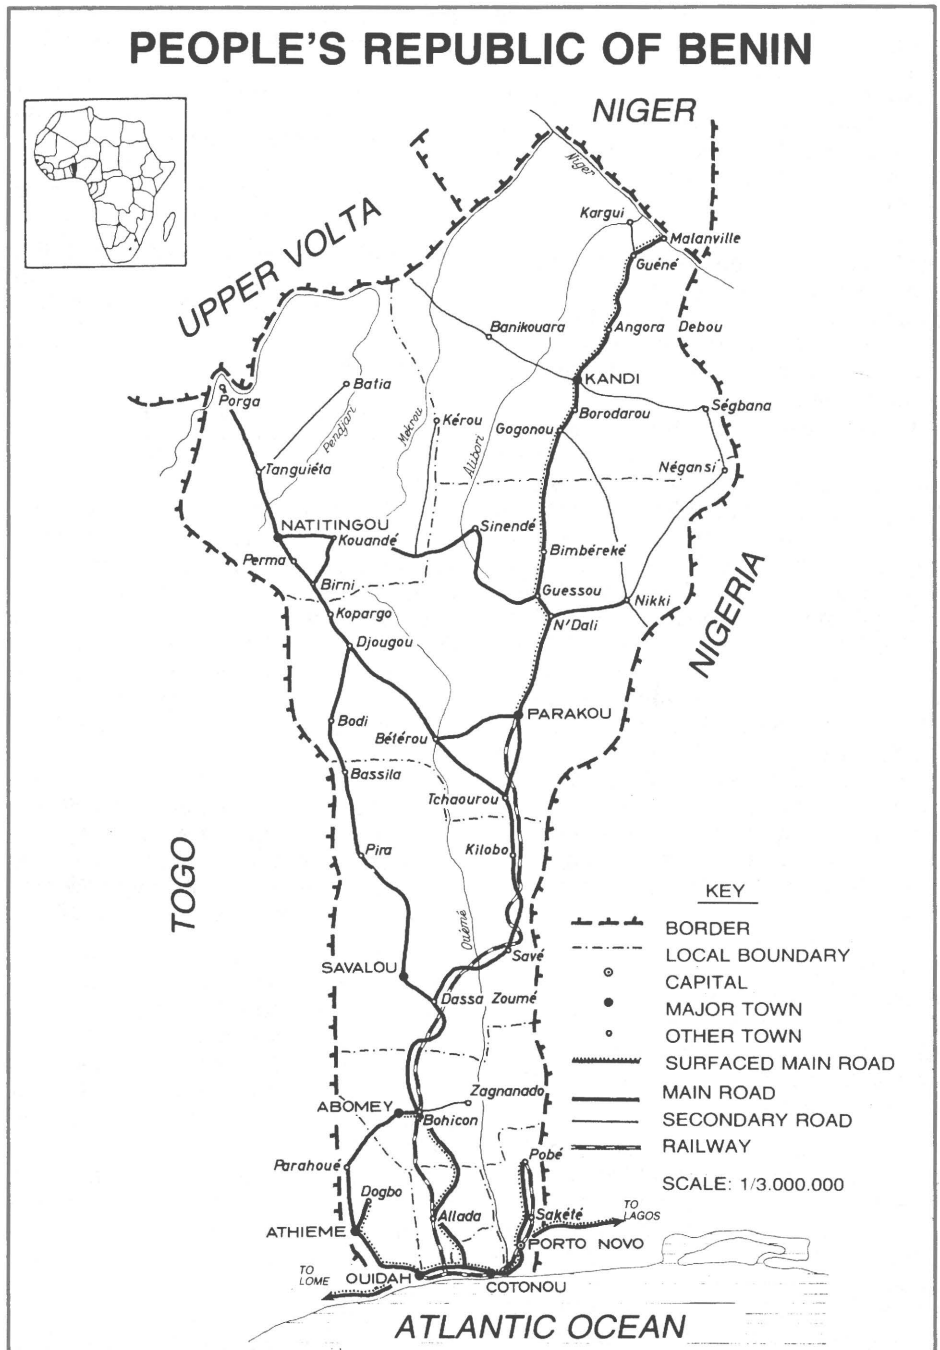 PEOPLE'S REPUBLIC OF BENIN
NIGER
UPPER VOLTA
Niger
Kargui
Malanville
Guéné
Banikouara
Angora
Debou
KANDI
Batia
Porga
Pendjari
Mékrou
Kérou
Alibori
Borodarou
Ségbana
Gogonou
Tanguiéta
Négansi
NATITINGOU
Kouandé
Sinendé
Perma
Bimbéreké
Birni
Guessou
Nikki
Kopargo
N'Dali
NIGERIA
Djougou
Bodi
PARAKOU
Bétérou
Bassila
Tchaourou
Pira
Kilobo
TOGO
Ouémé
Savé
SAVALOU
Dassa Zoumé
KEY
BORDER
LOCAL BOUNDARY
CAPITAL
MAJOR TOWN
OTHER TOWN
SURFACED MAIN ROAD
MAIN ROAD
SECONDARY ROAD
RAILWAY
SCALE: 1/3.000.000
Zagnanado
ABOMEY
Bohicon
Parahoué
Pobé
Dogbo
Allada
Sakété
TO
LAGOS
ATHIEME
PORTO NOVO
TO
LOME
OUIDAH
COTONOU
ATLANTIC OCEAN